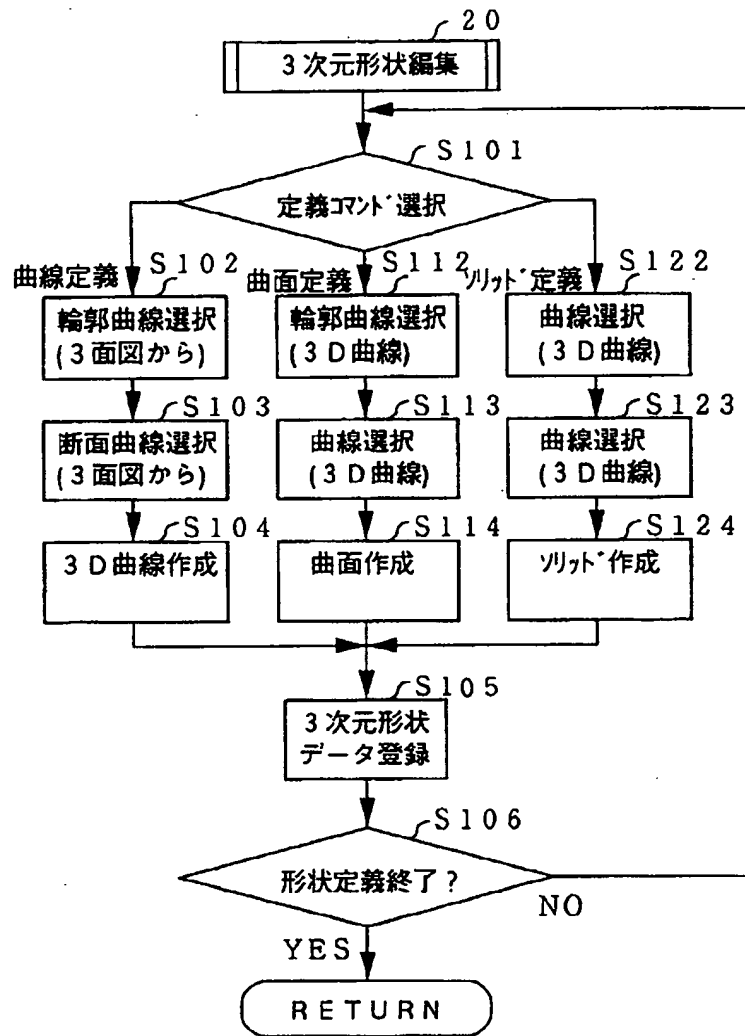 20
3次元形状編集
S101
定義コマンド選択
曲線定義
S102
輪郭曲線選択
(3面図から)
S103
断面曲線選択
(3面図から)
S104
3D曲線作成
曲面定義
S112
輪郭曲線選択
(3D曲線)
S113
曲線選択
(3D曲線)
S114
曲面作成
ソリッド定義
S122
曲線選択
(3D曲線)
S123
曲線選択
(3D曲線)
S124
ソリッド作成
S105
3次元形状
データ登録
S106
形状定義終了?
NO
YES
RETURN